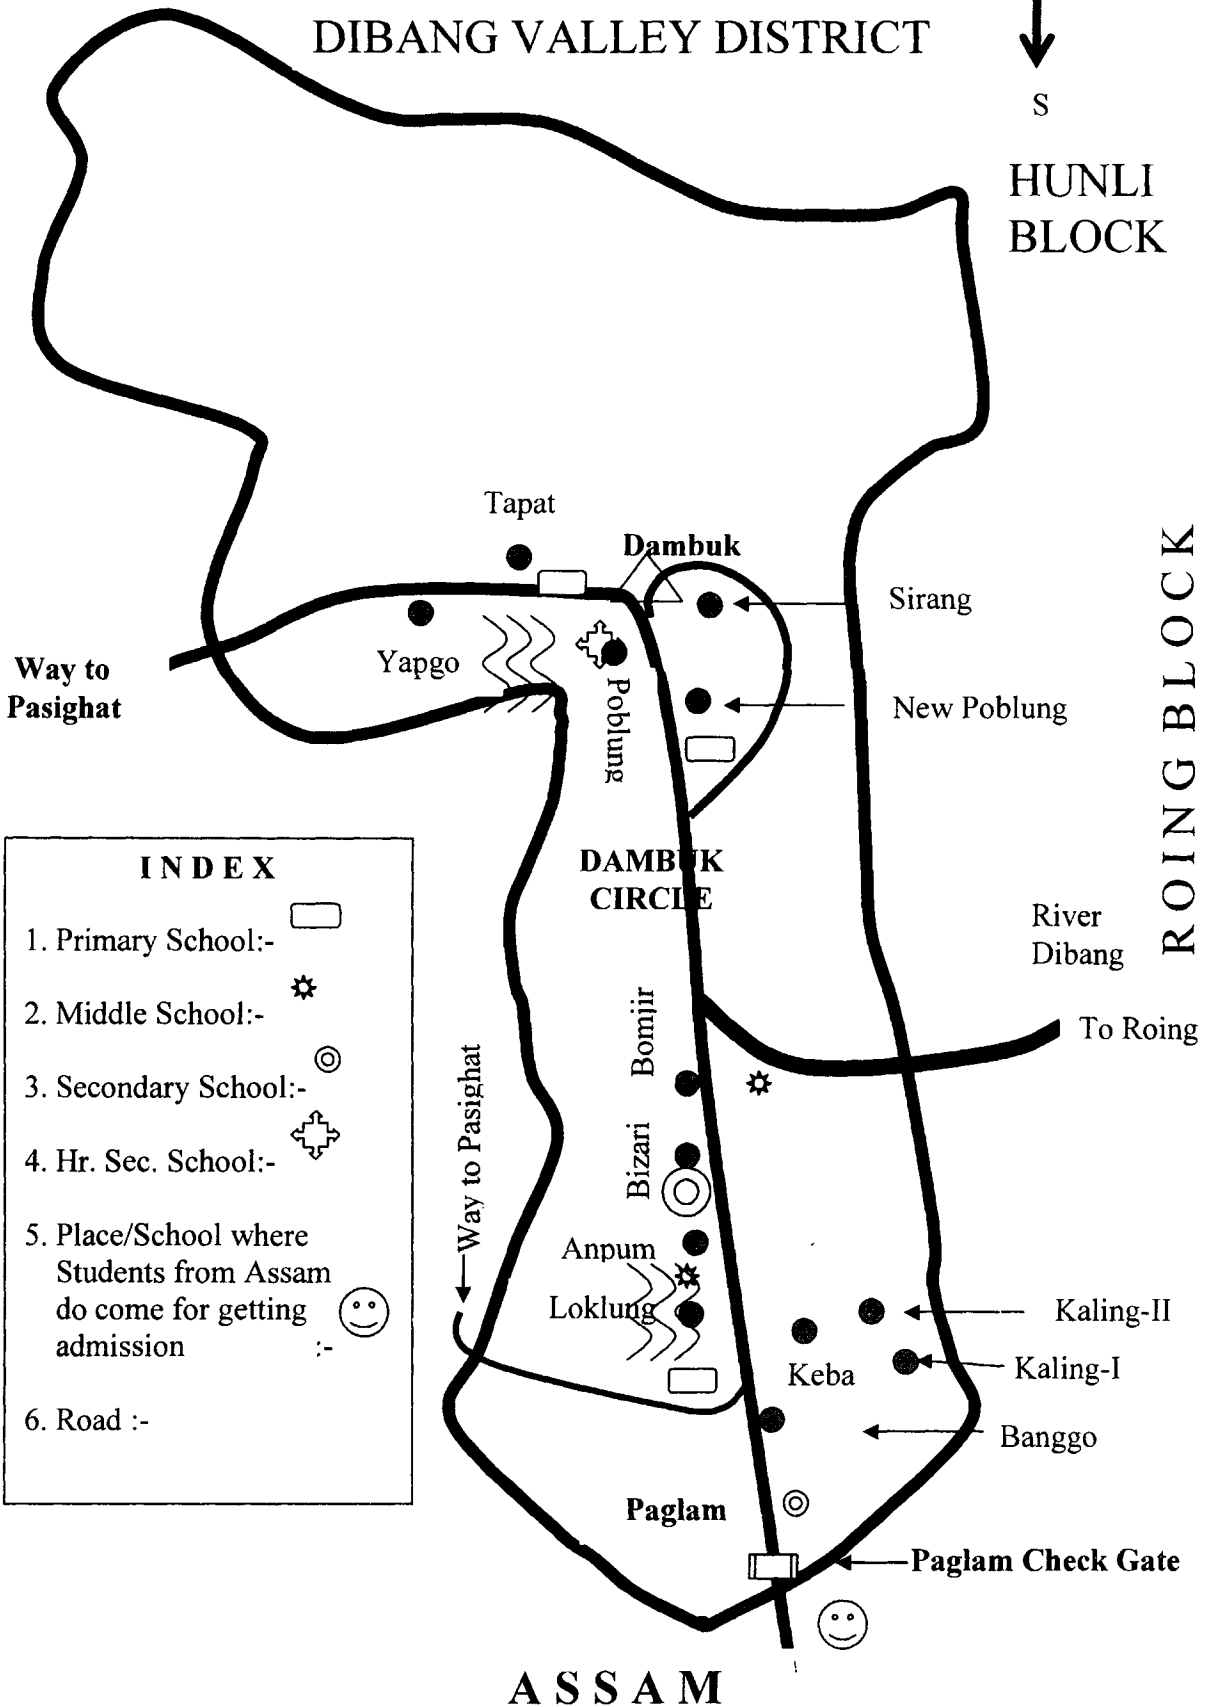 DIBANG VALLEY DISTRICT
S
HUNLI
BLOCK
Tapat
Dambuk
Sirang
ROING BLOCK
Way to
Pasighat
Yapgo
Poblung
New Poblung
DAMBUK
CIRCLE
River
Dibang
To Roing
INDEX
1. Primary School:-
2. Middle School:-
3. Secondary School:-
4. Hr. Sec. School:-
5. Place/School where
Students from Assam
do come for getting
admission :-
6. Road :-
Way to Pasighat
Bomjir
Bizari
Anpum
Loklung
Kaling-II
Keba
Kaling-I
Banggo
Paglam
Paglam Check Gate
ASSAM